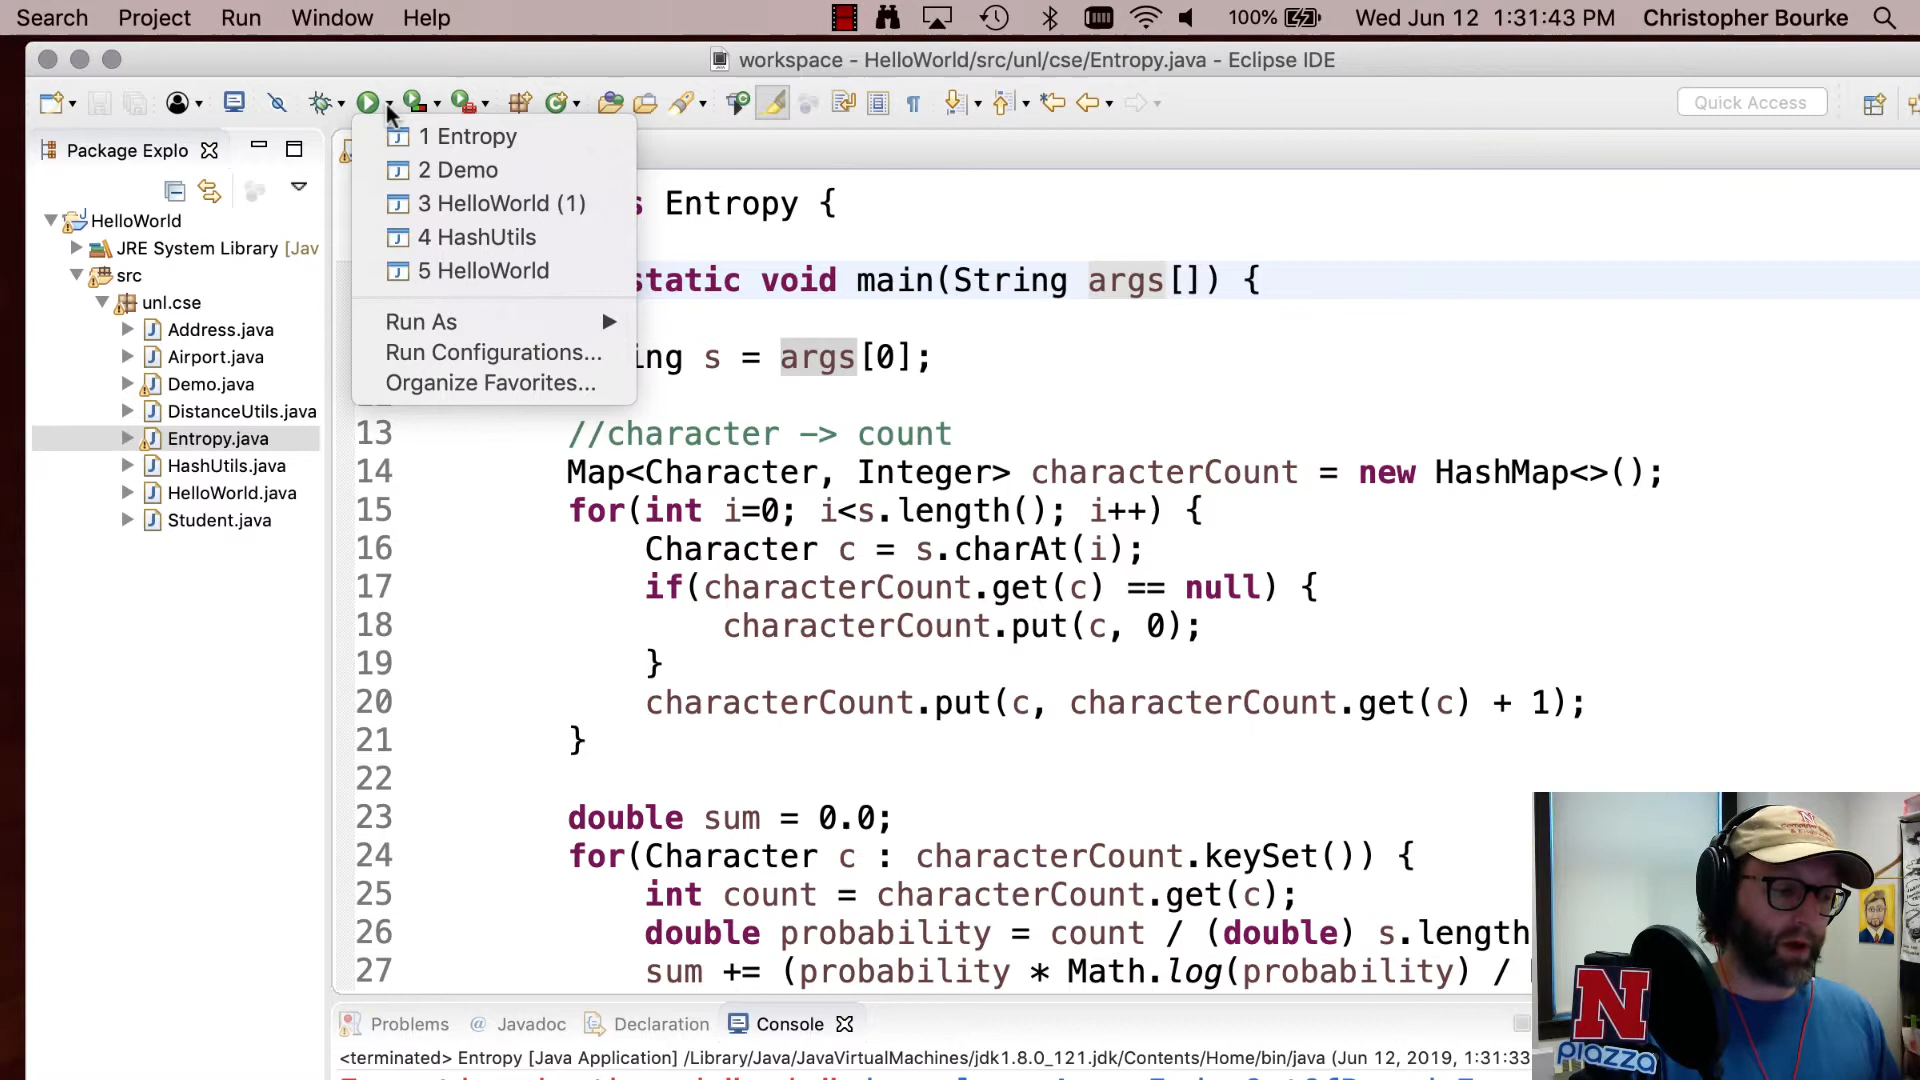 Search Project Run Window Help 100% Wed Jun 12 1:31:43 PM Christopher Bourke
workspace - HelloWorld/src/unl/cse/Entropy.java - Eclipse IDE
Quick Access
Package Explo
HelloWorld
JRE System Library [Jav
src
unl.cse
Address.java
Airport.java
Demo.java
DistanceUtils.java
Entropy.java
HashUtils.java
HelloWorld.java
Student.java
1 Entropy
2 Demo
3 HelloWorld (1)
4 HashUtils
5 HelloWorld
Run As
Run Configurations...
Organize Favorites...
s Entropy {
static void main(String args[]) {
ing s = args[0];
13 //character -> count
14 Map<Character, Integer> characterCount = new HashMap<>();
15 for(int i=0; i<s.length(); i++) {
16 Character c = s.charAt(i);
17 if(characterCount.get(c) == null) {
18 characterCount.put(c, 0);
19 }
20 characterCount.put(c, characterCount.get(c) + 1);
21 }
22
23 double sum = 0.0;
24 for(Character c : characterCount.keySet()) {
25 int count = characterCount.get(c);
26 double probability = count / (double) s.length
27 sum += (probability * Math.log(probability) /
Problems @ Javadoc Declaration Console
<terminated> Entropy [Java Application] /Library/Java/JavaVirtualMachines/jdk1.8.0_121.jdk/Contents/Home/bin/java (Jun 12, 2019, 1:31:33
N
piazza